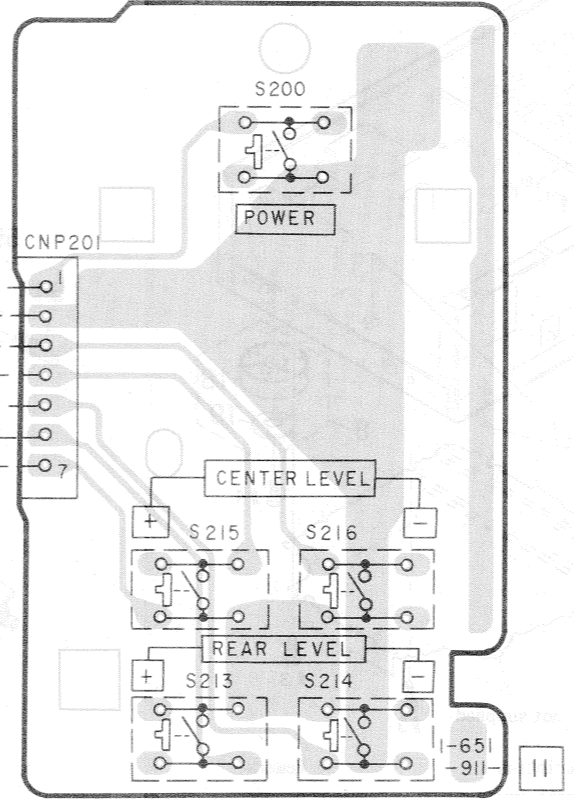 S200
POWER
CNP201
1
7
CENTER LEVEL
+ −
S215 S216
REAR LEVEL
+ −
S213 S214
1-651
-911-
11